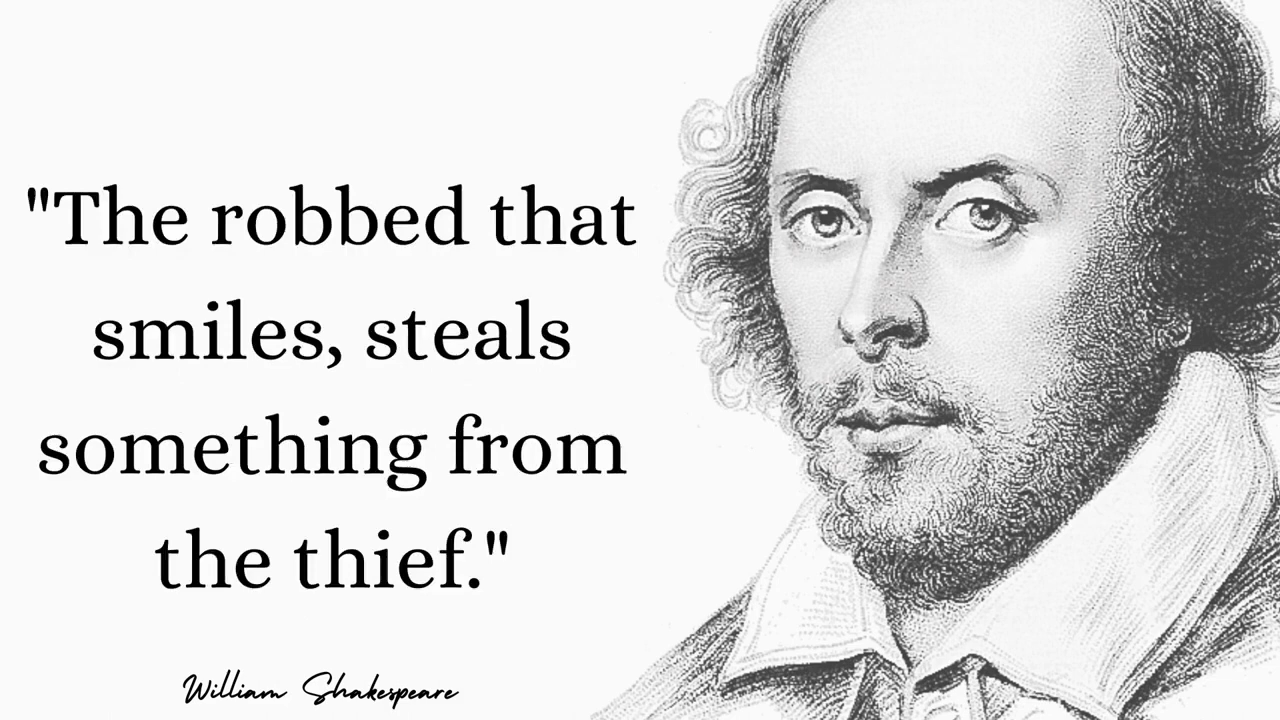 "The robbed that
smiles, steals
something from
the thief."
William Shakespeare